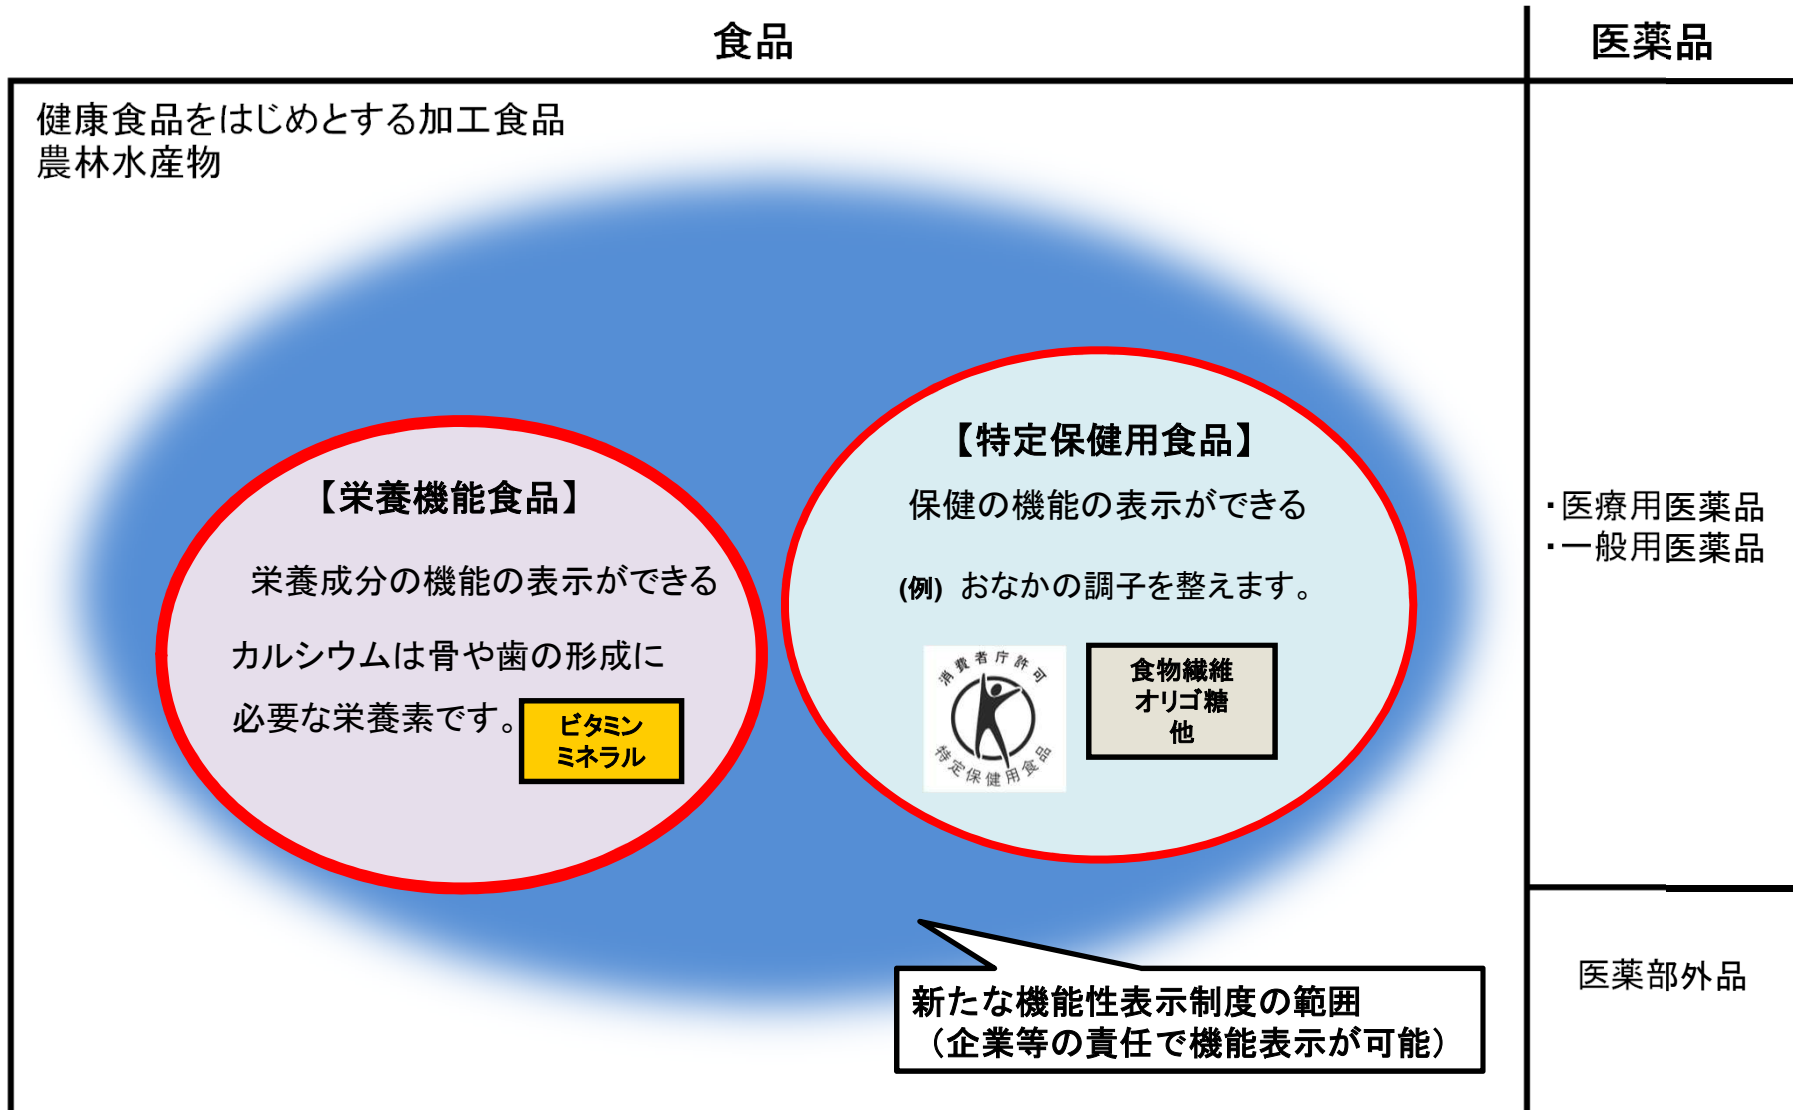 食品
医薬品
健康食品をはじめとする加工食品
農林水産物
【栄養機能食品】
栄養成分の機能の表示ができる
カルシウムは骨や歯の形成に
必要な栄養素です。
ビタミン
ミネラル
【特定保健用食品】
保健の機能の表示ができる
(例) おなかの調子を整えます。
消費者庁許可
特定保健用食品
食物繊維
オリゴ糖
他
新たな機能性表示制度の範囲
（企業等の責任で機能表示が可能）
・医療用医薬品
・一般用医薬品
医薬部外品